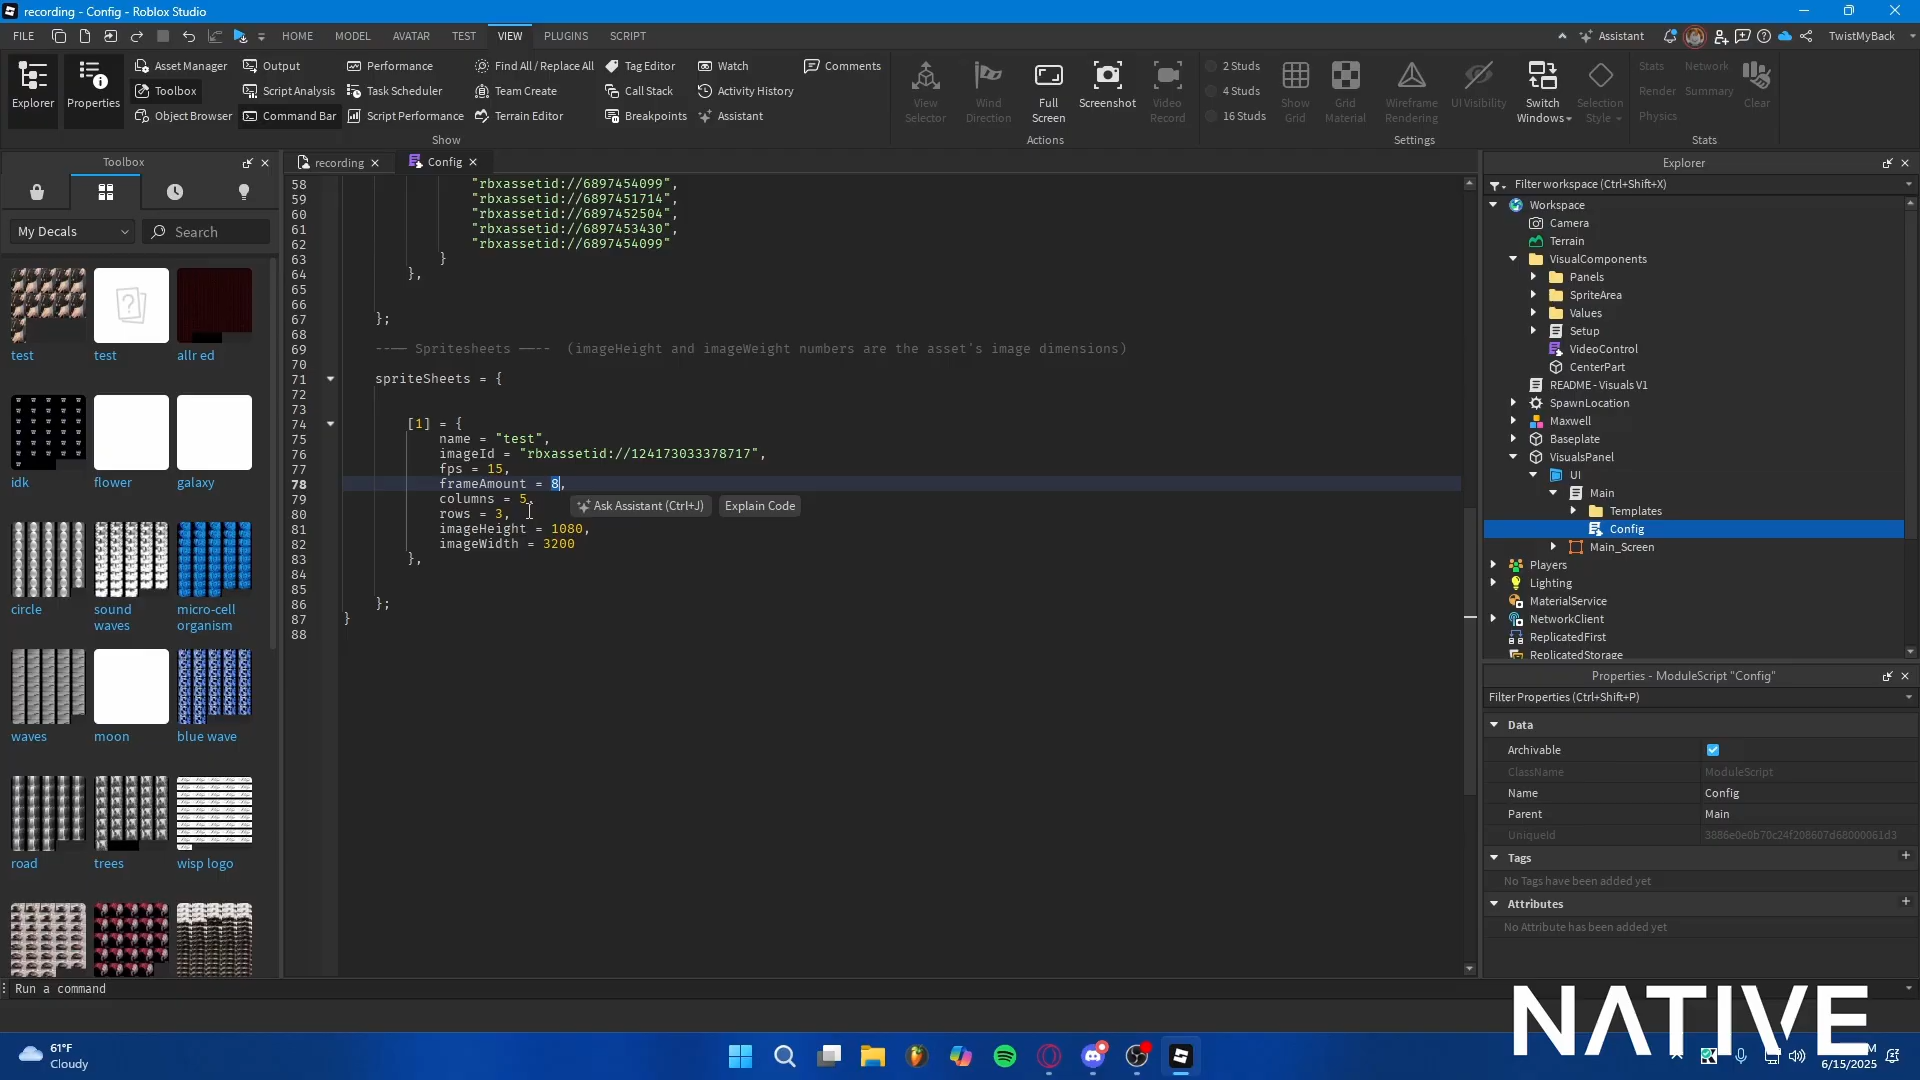 recording - Config - Roblox Studio
FILE HOME MODEL AVATAR TEST VIEW PLUGINS SCRIPT Assistant TwistMyBack
Explorer Properties
Asset Manager Output Performance Find All / Replace All Tag Editor Watch Comments
Toolbox Script Analysis Task Scheduler Team Create Call Stack Activity History
Object Browser Command Bar Script Performance Terrain Editor Breakpoints Assistant
Show
View Selector
Wind Direction
Full Screen
Screenshot
Video Record
Actions
2 Studs
4 Studs
16 Studs
Show Grid
Grid Material
Wireframe Rendering
UI Visibility
Switch Windows
Selection Style
Settings
Stats Network
Render Summary
Physics
Clear
Stats
Toolbox
My Decals Search
test test allr ed
idk flower galaxy
circle sound waves micro-cell organism
waves moon blue wave
road trees wisp logo
recording Config
58 "rbxassetid://6897454099",
59 "rbxassetid://6897451714",
60 "rbxassetid://6897452504",
61 "rbxassetid://6897453430",
62 "rbxassetid://6897454099"
63 }
64 },
65
66
67 };
68
69 ---- Spritesheets ---- (imageHeight and imageWeight numbers are the asset's image dimensions)
70
71 spriteSheets = {
72
73
74 [1] = {
75 name = "test",
76 imageId = "rbxassetid://124173033378717",
77 fps = 15,
78 frameAmount = 8,
79 columns = 5
80 rows = 3,
81 imageHeight = 1080,
82 imageWidth = 3200
83 },
84
85
86 };
87 }
88
Ask Assistant (Ctrl+J) Explain Code
Explorer
Filter workspace (Ctrl+Shift+X)
Workspace
Camera
Terrain
VisualComponents
Panels
SpriteArea
Values
Setup
VideoControl
CenterPart
README - Visuals V1
SpawnLocation
Maxwell
Baseplate
VisualsPanel
UI
Main
Templates
Config
Main_Screen
Players
Lighting
MaterialService
NetworkClient
ReplicatedFirst
ReplicatedStorage
Properties - ModuleScript "Config"
Filter Properties (Ctrl+Shift+P)
Data
Archivable
ClassName ModuleScript
Name Config
Parent Main
UniqueId 3886e0e0b70c24f208607d68000061d3
Tags
No Tags have been added yet
Attributes
No Attribute has been added yet
Run a command
NATIVE
61°F
Cloudy
6/15/2025